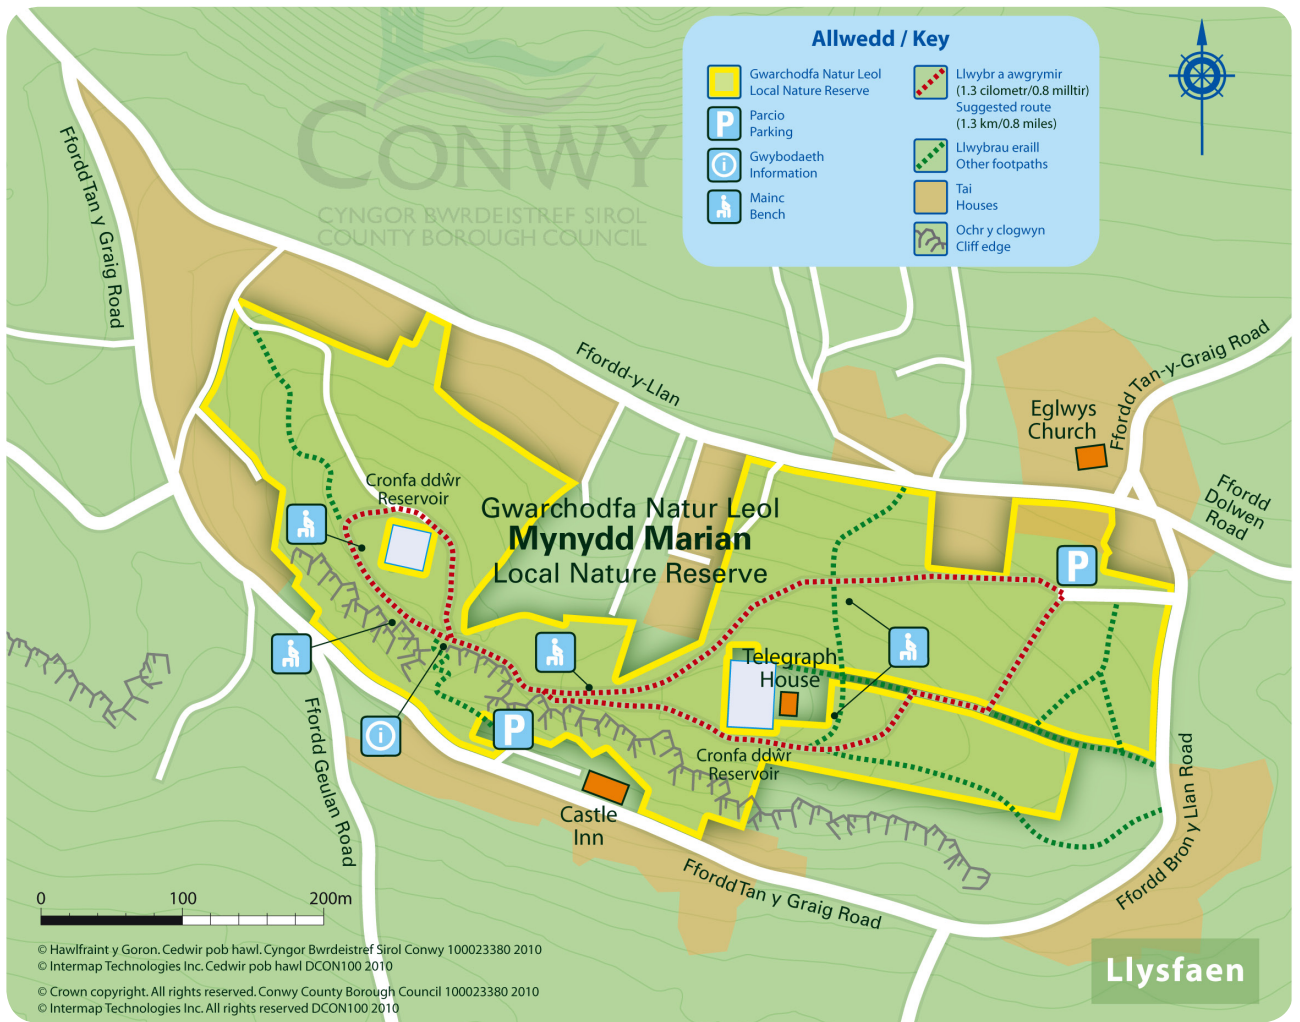 CONWY
CYNGOR BWRDEISTREF SIROL
COUNTY BOROUGH COUNCIL
Allwedd / Key
Gwarchodfa Natur Leol
Local Nature Reserve
P
Parcio
Parking
i
Gwybodaeth
Information
Mainc
Bench
Llwybr a awgrymir
(1.3 cilometr/0.8 milltir)
Suggested route
(1.3 km/0.8 miles)
Llwybrau eraill
Other footpaths
Tai
Houses
Ochr y clogwyn
Cliff edge
Ffordd Tan y Graig Road
Ffordd-y-Llan
Ffordd Tan-y-Graig Road
Eglwys
Church
Ffordd
Dolwen
Road
Cronfa ddŵr
Reservoir
Gwarchodfa Natur Leol
Mynydd Marian
Local Nature Reserve
P
Telegraph
House
i
P
Cronfa ddŵr
Reservoir
Castle
Inn
Ffordd Geulan Road
Ffordd Tan y Graig Road
Ffordd Bron y Llan Road
0 100 200m
© Hawlfraint y Goron. Cedwir pob hawl. Cyngor Bwrdeistref Sirol Conwy 100023380 2010
© Intermap Technologies Inc. Cedwir pob hawl DCON100 2010
© Crown copyright. All rights reserved. Conwy County Borough Council 100023380 2010
© Intermap Technologies Inc. All rights reserved DCON100 2010
Llysfaen